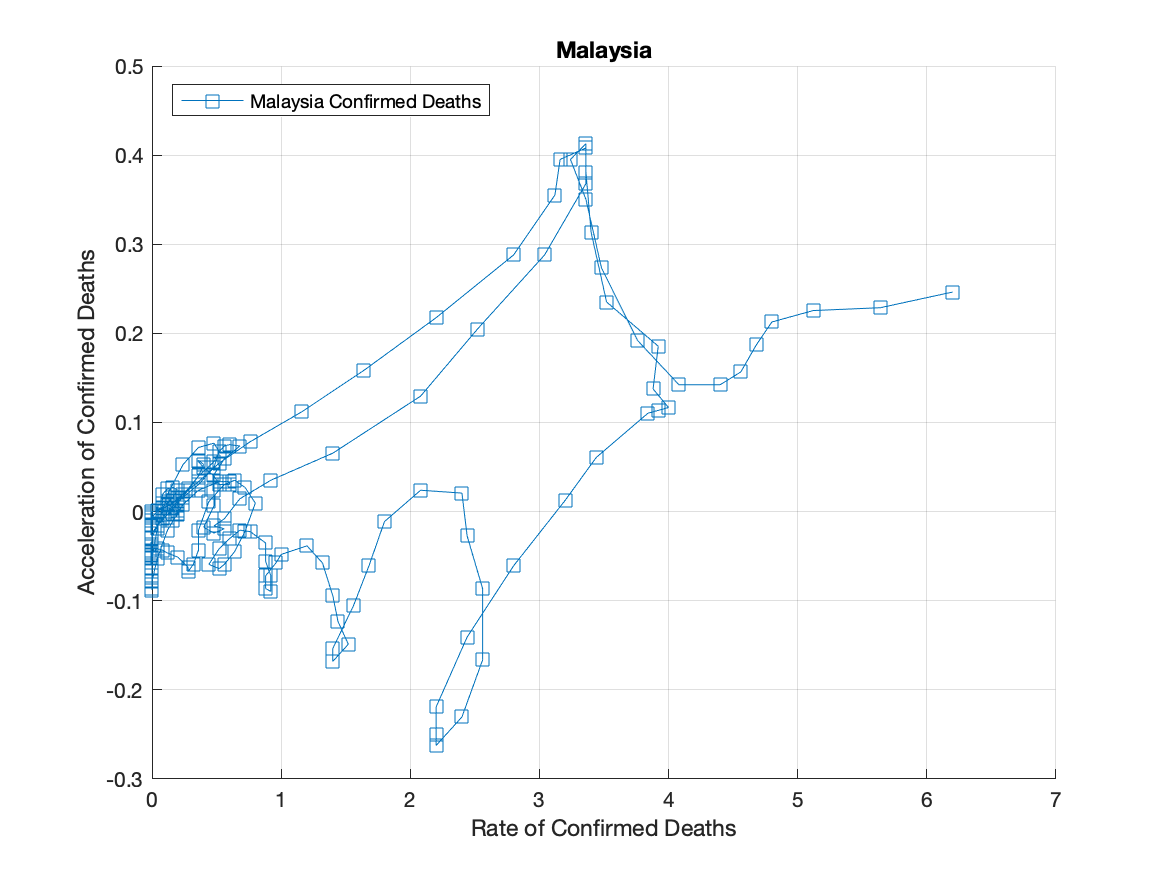 Malaysia
Malaysia Confirmed Deaths
Acceleration of Confirmed Deaths
0.5
0.4
0.3
0.2
0.1
0
-0.1
-0.2
-0.3
0 1 2 3 4 5 6 7
Rate of Confirmed Deaths